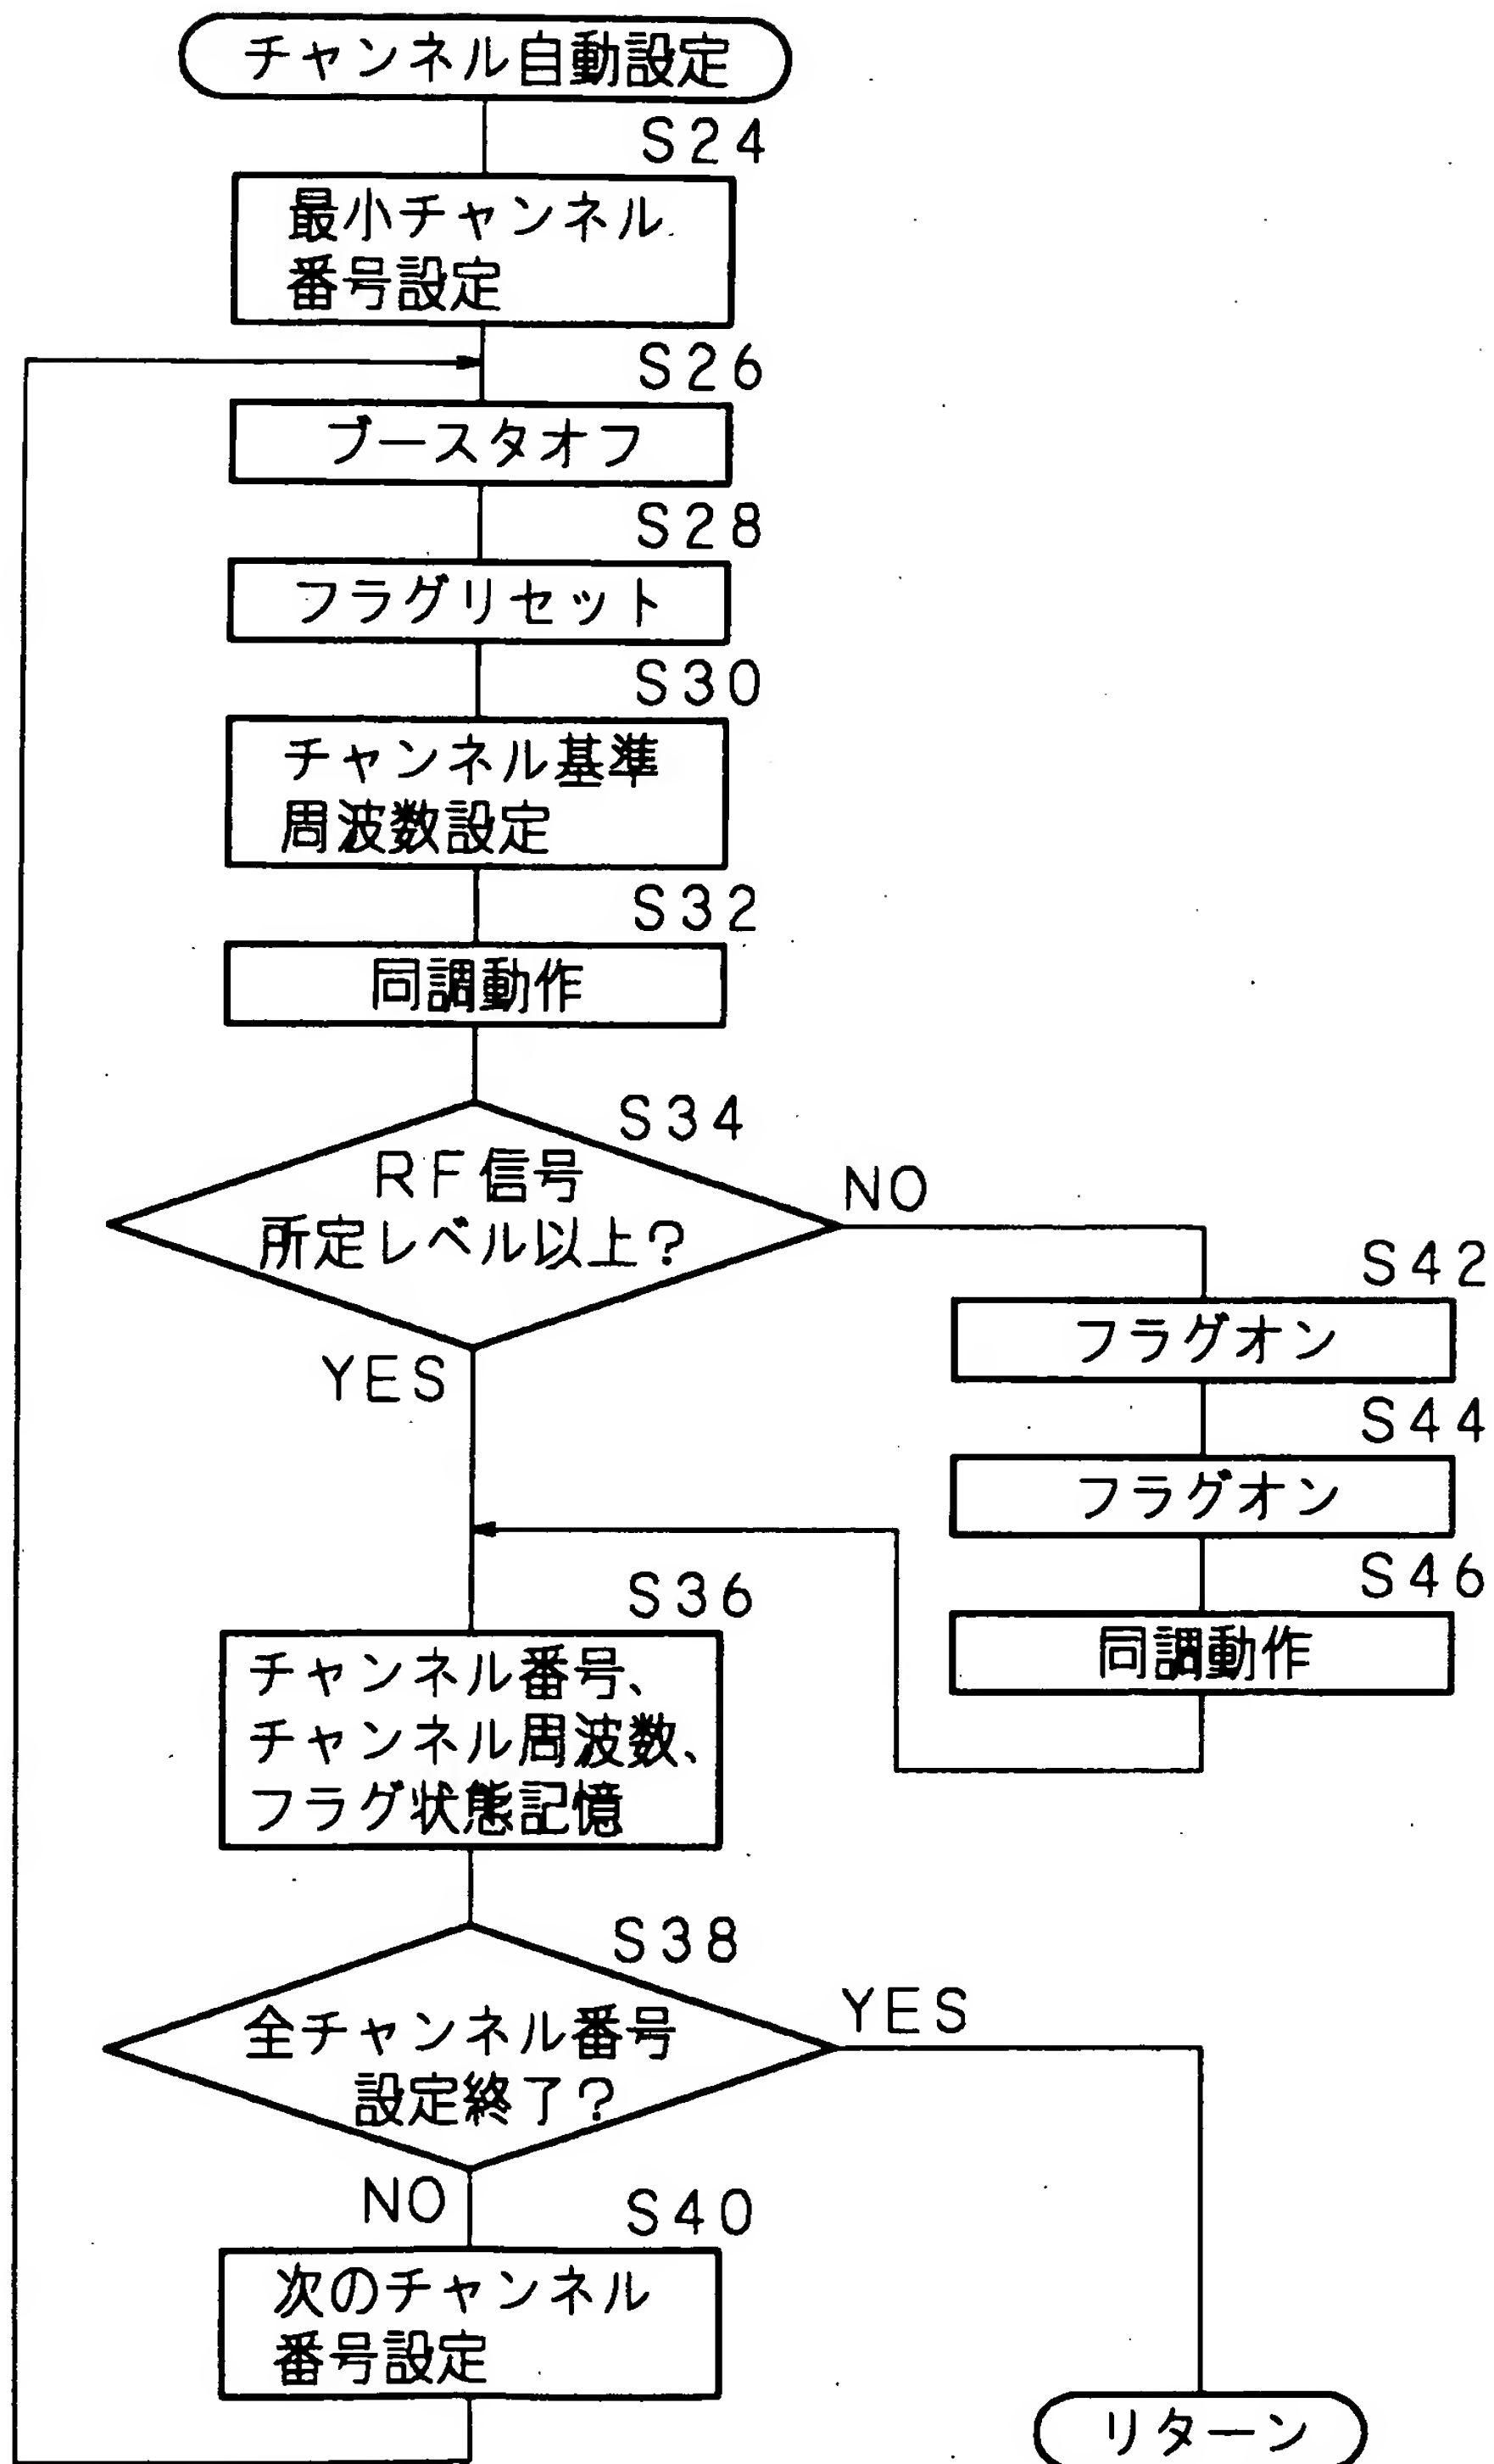 チャンネル自動設定
S24
最小チャンネル
番号設定
S26
ブースタオフ
S28
フラグリセット
S30
チャンネル基準
周波数設定
S32
同調動作
S34
RF信号
所定レベル以上?
NO
YES
S42
フラグオン
S44
フラグオン
S46
同調動作
S36
チャンネル番号、
チャンネル周波数、
フラグ状態記憶
S38
全チャンネル番号
設定終了?
YES
NO
S40
次のチャンネル
番号設定
リターン